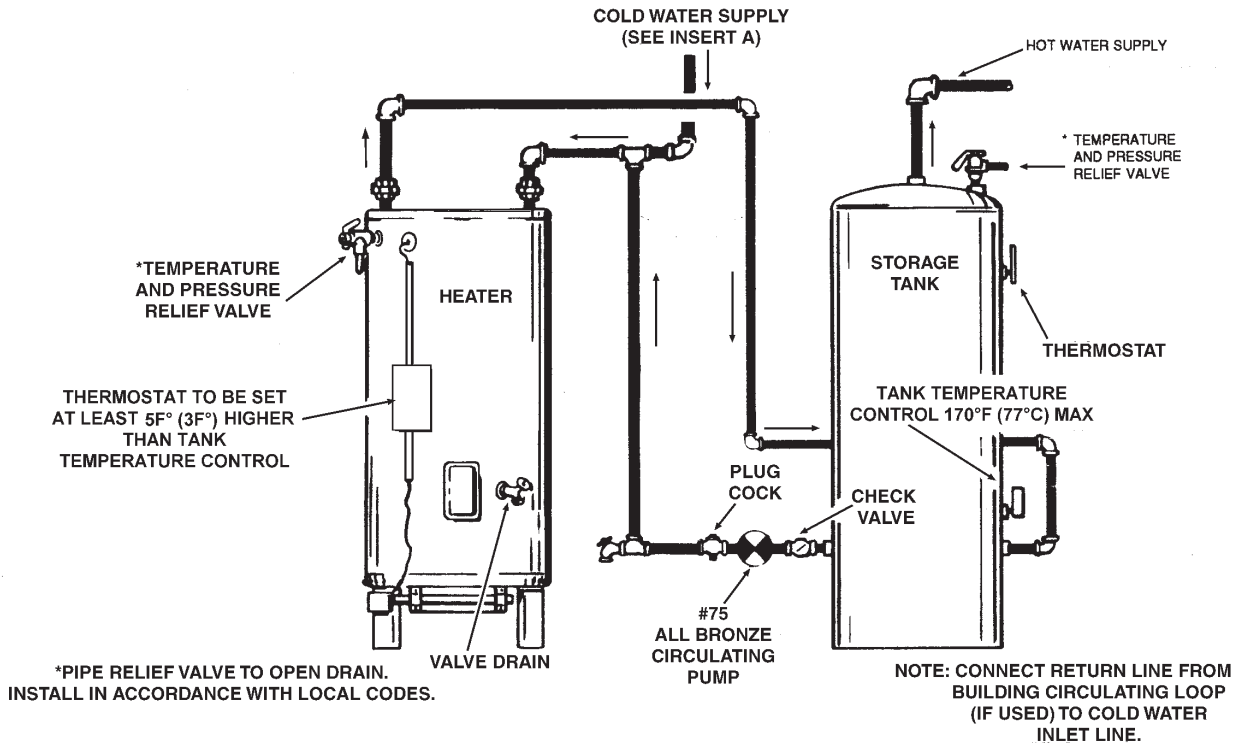 COLD WATER SUPPLY
(SEE INSERT A)
HOT WATER SUPPLY
* TEMPERATURE
AND PRESSURE
RELIEF VALVE
*TEMPERATURE
AND PRESSURE
RELIEF VALVE
HEATER
STORAGE
TANK
THERMOSTAT
THERMOSTAT TO BE SET
AT LEAST 5F° (3F°) HIGHER
THAN TANK
TEMPERATURE CONTROL
TANK TEMPERATURE
CONTROL 170°F (77°C) MAX
PLUG
COCK
CHECK
VALVE
#75
ALL BRONZE
CIRCULATING
PUMP
VALVE DRAIN
*PIPE RELIEF VALVE TO OPEN DRAIN.
INSTALL IN ACCORDANCE WITH LOCAL CODES.
NOTE: CONNECT RETURN LINE FROM
BUILDING CIRCULATING LOOP
(IF USED) TO COLD WATER
INLET LINE.